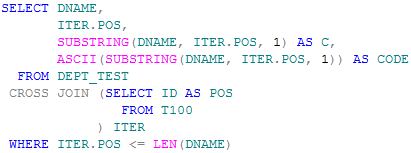 SELECT DNAME,
ITER.POS,
SUBSTRING(DNAME, ITER.POS, 1) AS C,
ASCII(SUBSTRING(DNAME, ITER.POS, 1)) AS CODE
FROM DEPT_TEST
CROSS JOIN (SELECT ID AS POS
FROM T100
) ITER
WHERE ITER.POS <= LEN(DNAME)